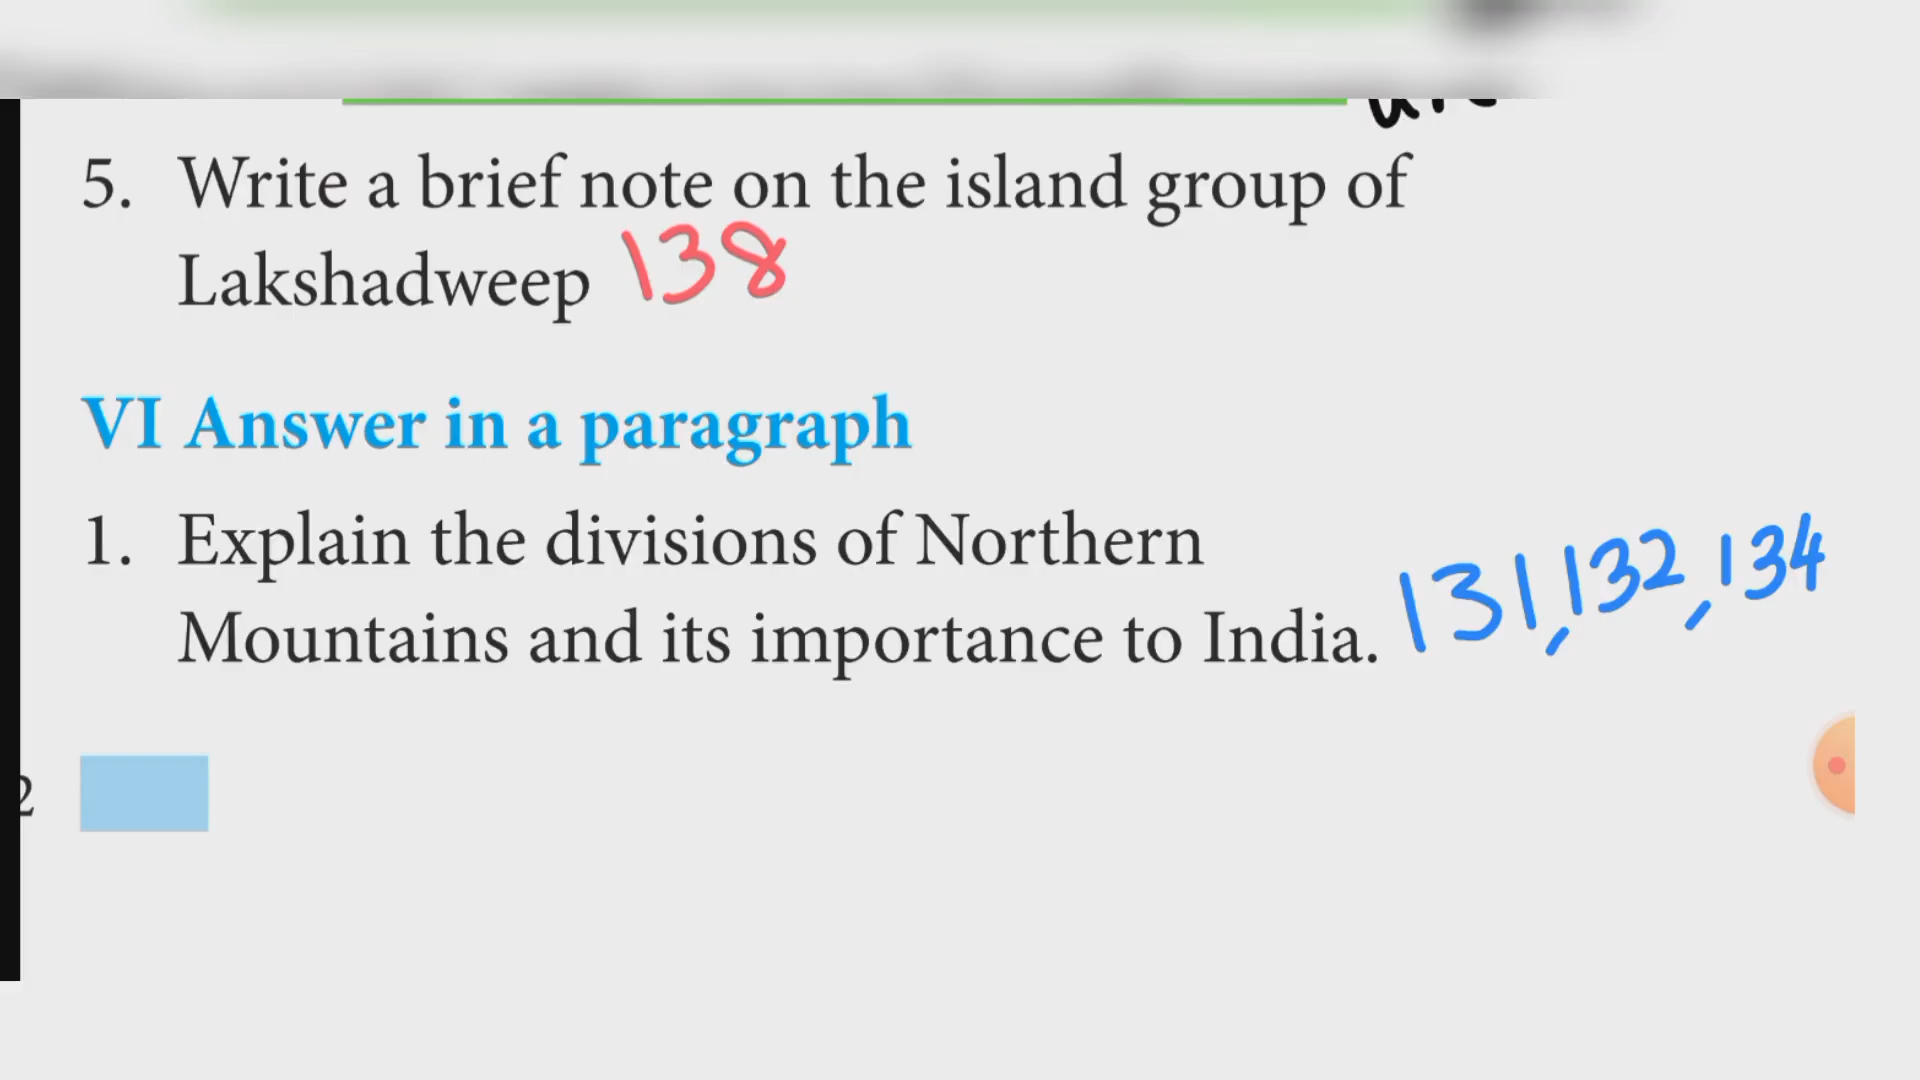 5. Write a brief note on the island group of
Lakshadweep 138
VI Answer in a paragraph
1. Explain the divisions of Northern
Mountains and its importance to India. 131, 132, 134
2